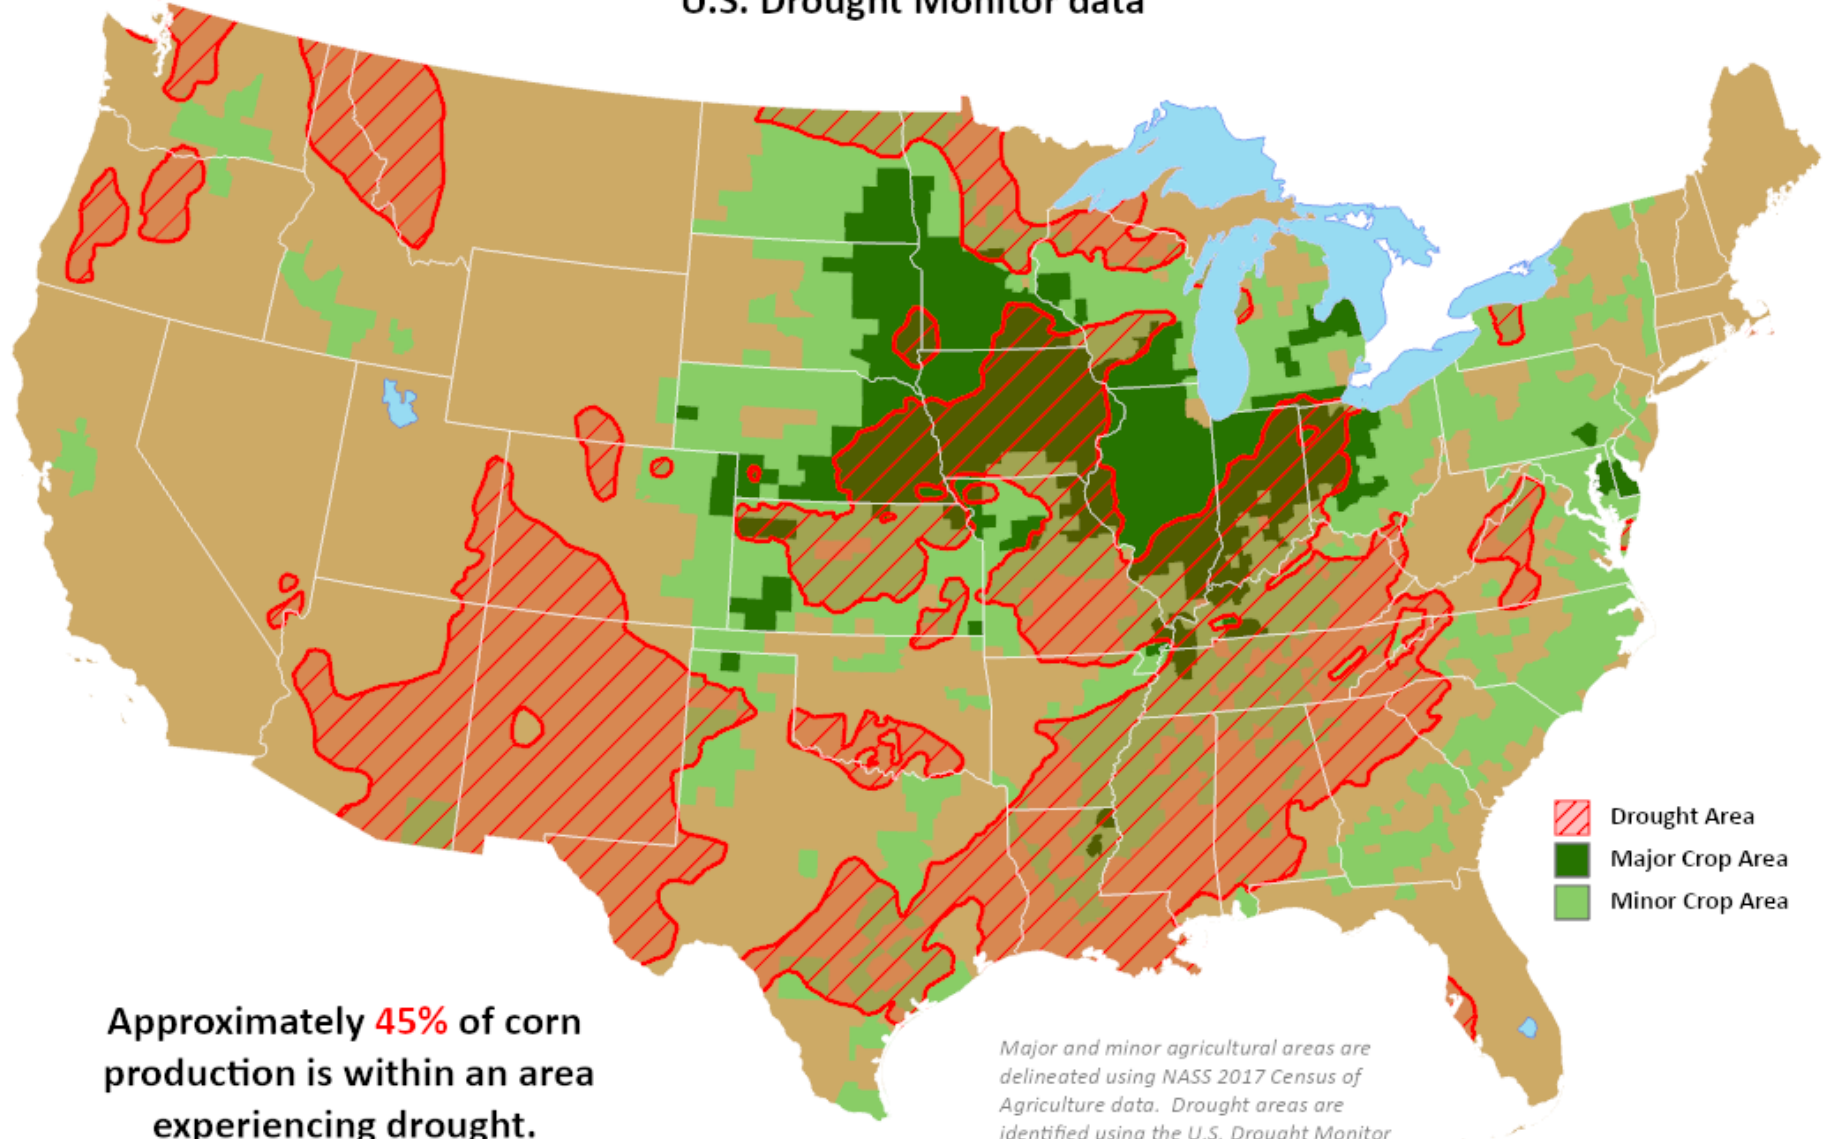 U.S. Drought Monitor data
Drought Area
Major Crop Area
Minor Crop Area
Approximately 45% of corn
production is within an area
experiencing drought.
Major and minor agricultural areas are
delineated using NASS 2017 Census of
Agriculture data. Drought areas are
identified using the U.S. Drought Monitor